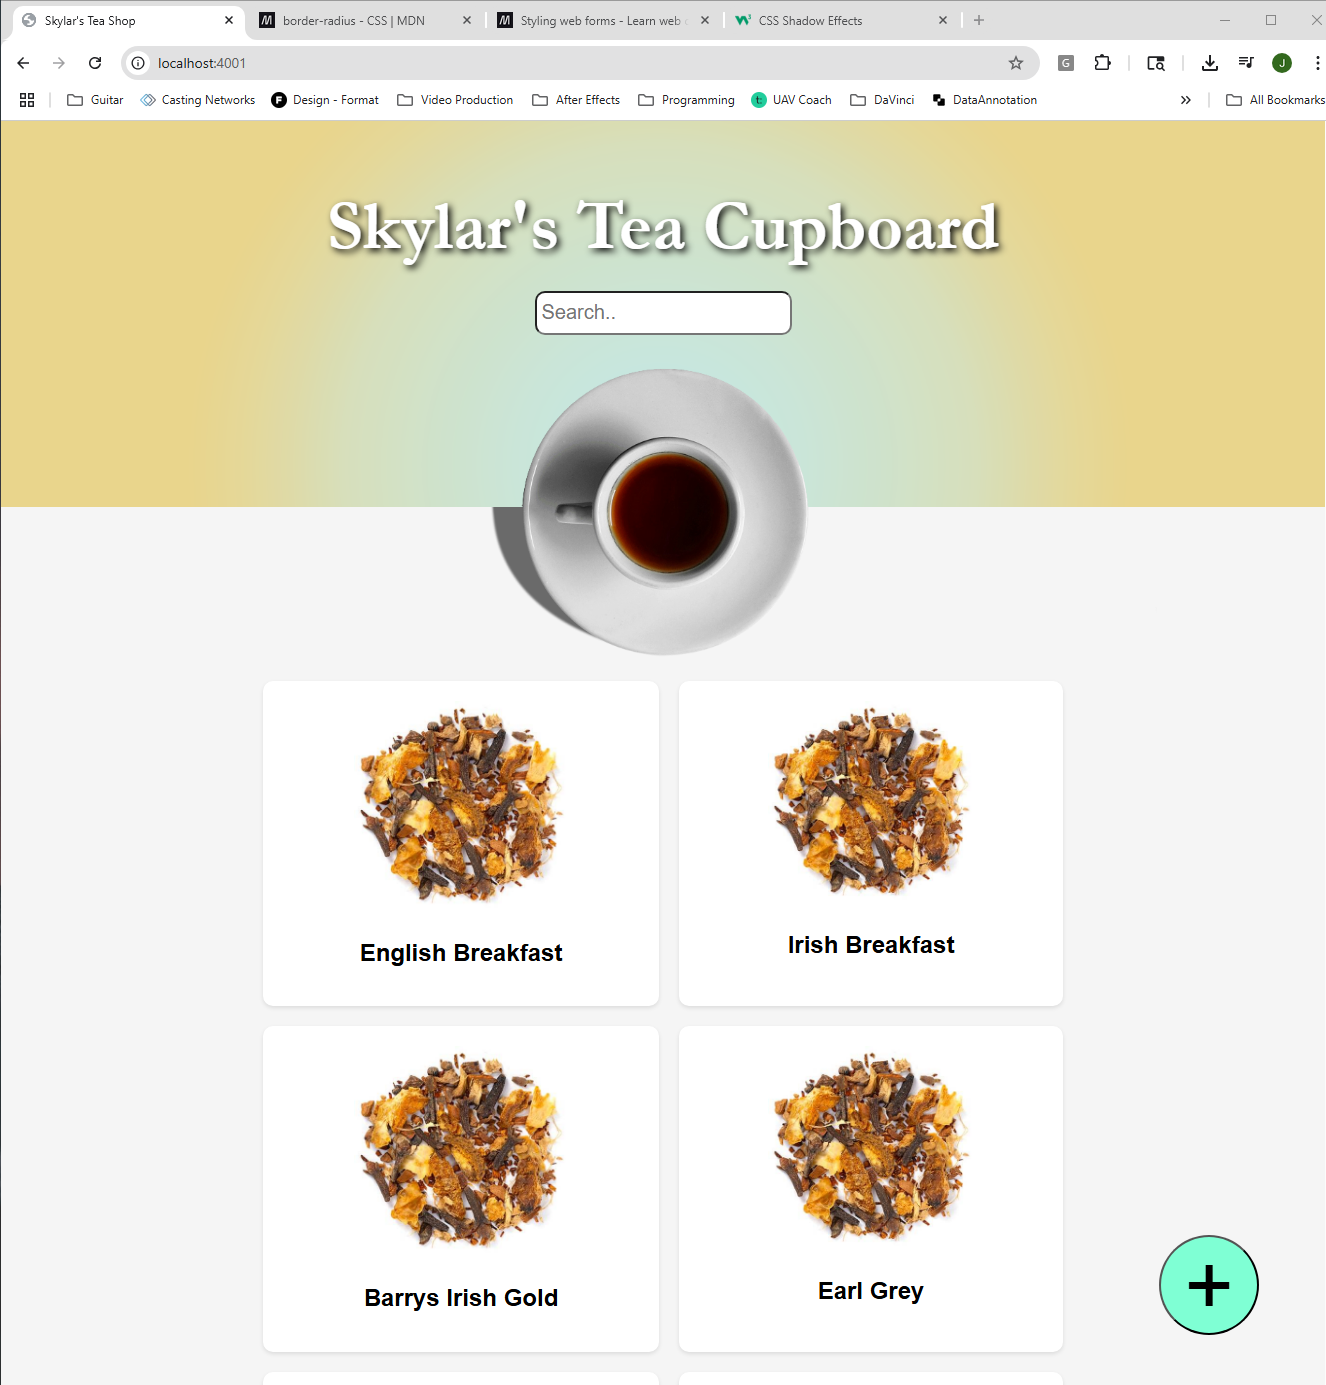 Skylar's Tea Shop
border-radius - CSS | MDN
Styling web forms - Learn web
CSS Shadow Effects
localhost:4001
G
J
Guitar
Casting Networks
Design - Format
Video Production
After Effects
Programming
UAV Coach
DaVinci
DataAnnotation
All Bookmarks
Skylar's Tea Cupboard
Search..
English Breakfast
Irish Breakfast
Barrys Irish Gold
Earl Grey
+